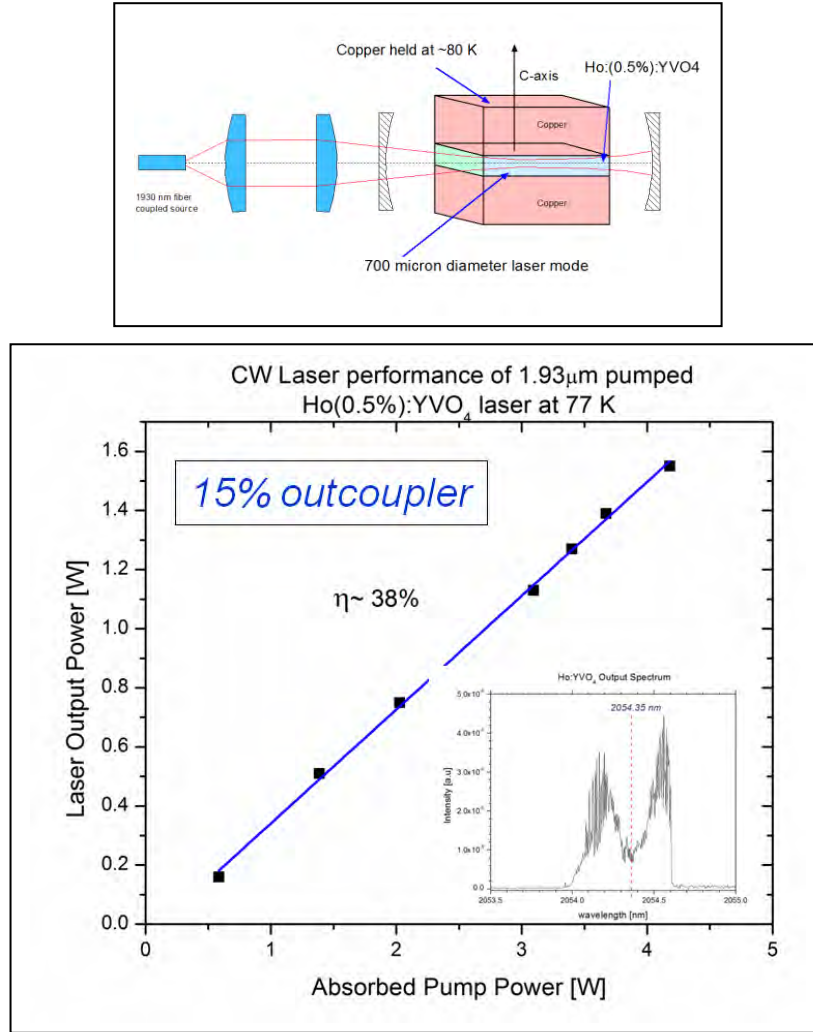 Copper held at ~80 K
C-axis
Ho:(0.5%):YVO4
Copper
1930 nm fiber
coupled source
Copper
700 micron diameter laser mode
CW Laser performance of 1.93μm pumped
Ho(0.5%):YVO₄ laser at 77 K
15% outcoupler
η~ 38%
Laser Output Power [W]
1.6
1.4
1.2
1.0
0.8
0.6
0.4
0.2
0.0
0
1
2
3
4
5
Absorbed Pump Power [W]
Ho:YVO₄ Output Spectrum
2054.35 nm
Intensity [a.u]
0.0
2053.5
2054.0
2054.5
2055.0
wavelength [nm]